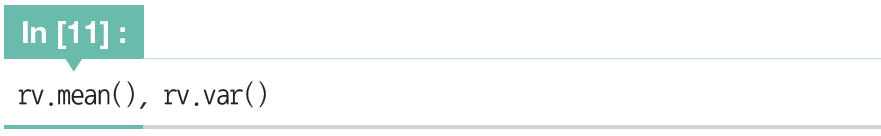 In [11] :
rv.mean(), rv.var()